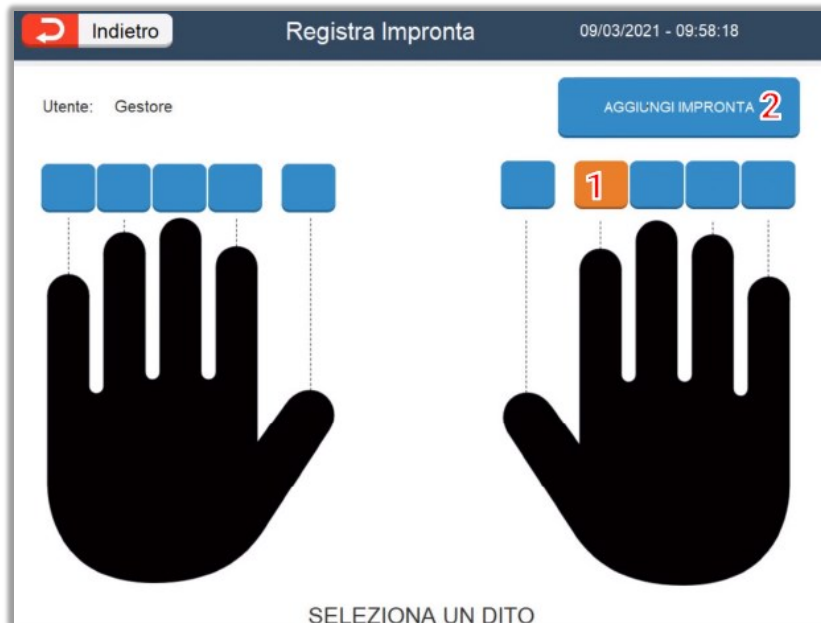 Indietro
Registra Impronta
09/03/2021 - 09:58:18
Utente: Gestore
AGGIUNGI IMPRONTA 2
1
SELEZIONA UN DITO